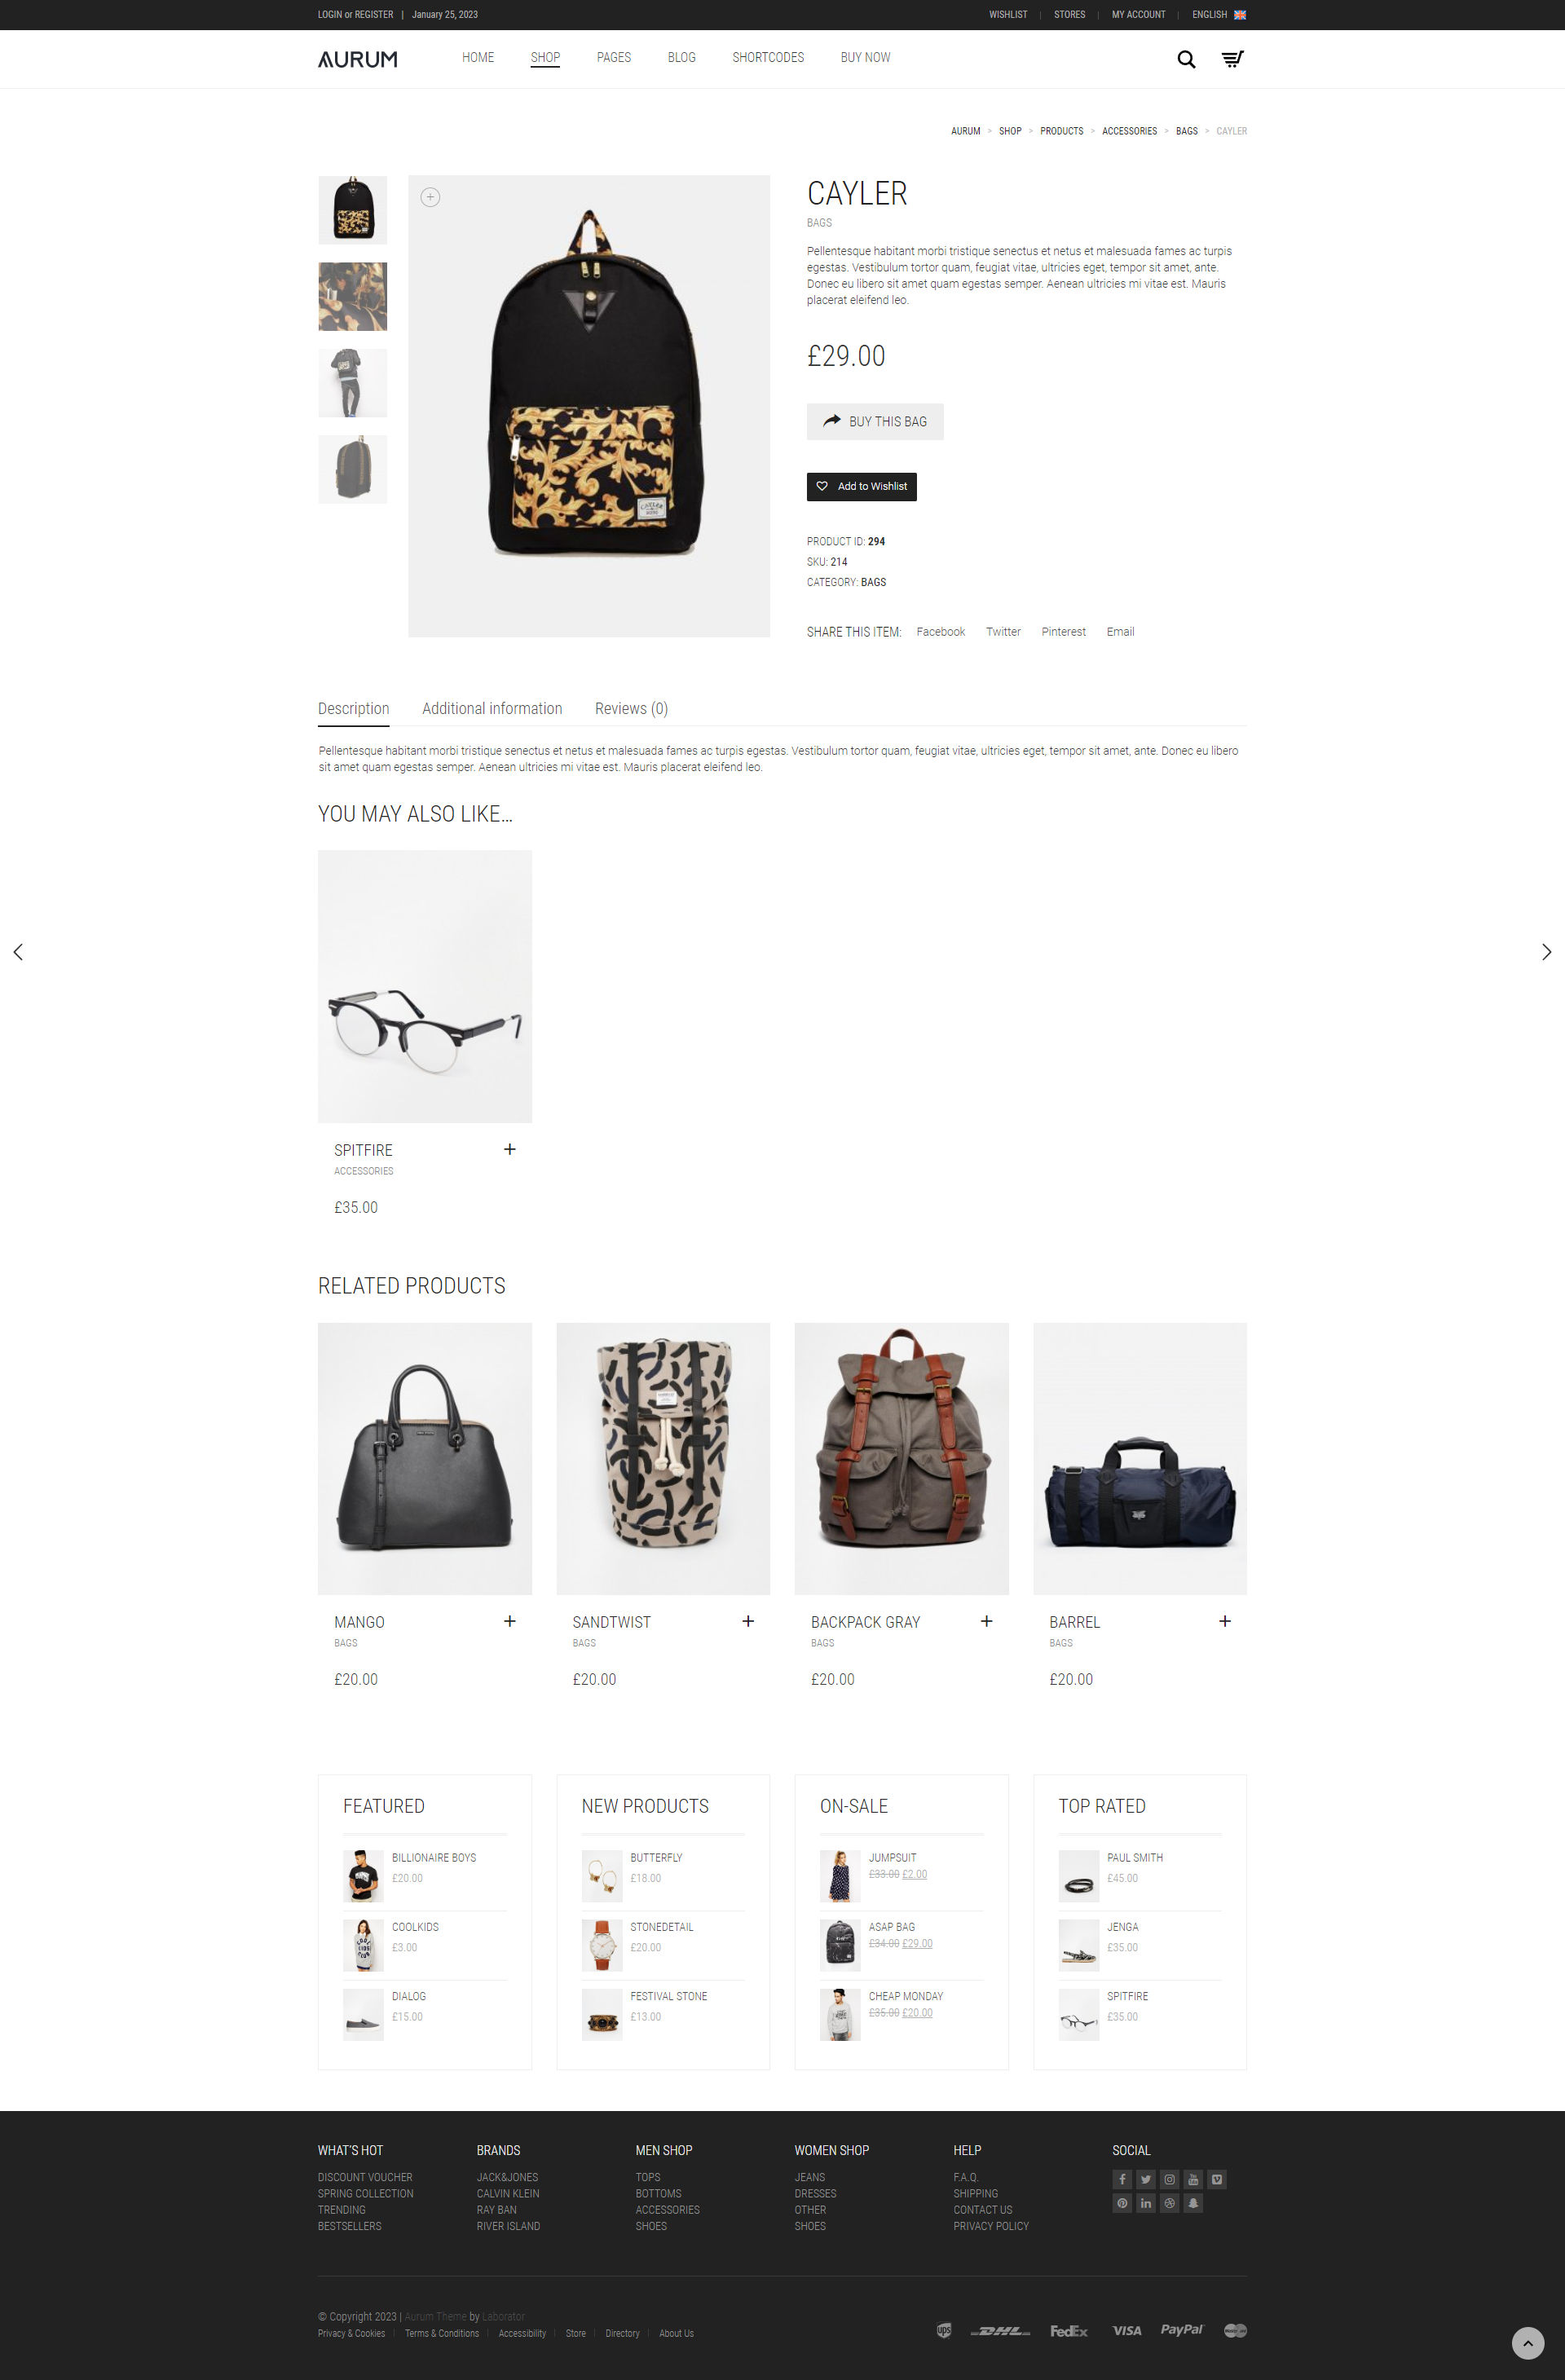 LOGIN or REGISTER | January 25, 2023
WISHLIST | STORES | MY ACCOUNT | ENGLISH
AURUM
HOME SHOP PAGES BLOG SHORTCODES BUY NOW
AURUM > SHOP > PRODUCTS > ACCESSORIES > BAGS > CAYLER
CAYLER
BAGS
Pellentesque habitant morbi tristique senectus et netus et malesuada fames ac turpis
egestas. Vestibulum tortor quam, feugiat vitae, ultricies eget, tempor sit amet, ante.
Donec eu libero sit amet quam egestas semper. Aenean ultricies mi vitae est. Mauris
placerat eleifend leo.
£29.00
BUY THIS BAG
Add to Wishlist
PRODUCT ID: 294
SKU: 214
CATEGORY: BAGS
SHARE THIS ITEM: Facebook Twitter Pinterest Email
Description Additional information Reviews (0)
Pellentesque habitant morbi tristique senectus et netus et malesuada fames ac turpis egestas. Vestibulum tortor quam, feugiat vitae, ultricies eget, tempor sit amet, ante. Donec eu libero
sit amet quam egestas semper. Aenean ultricies mi vitae est. Mauris placerat eleifend leo.
YOU MAY ALSO LIKE...
SPITFIRE
ACCESSORIES
£35.00
RELATED PRODUCTS
MANGO
BAGS
£20.00
SANDTWIST
BAGS
£20.00
BACKPACK GRAY
BAGS
£20.00
BARREL
BAGS
£20.00
FEATURED
BILLIONAIRE BOYS
£20.00
COOLKIDS
£3.00
DIALOG
£15.00
NEW PRODUCTS
BUTTERFLY
£18.00
STONEDETAIL
£20.00
FESTIVAL STONE
£13.00
ON-SALE
JUMPSUIT
£33.00 £2.00
ASAP BAG
£34.00 £29.00
CHEAP MONDAY
£35.00 £20.00
TOP RATED
PAUL SMITH
£45.00
JENGA
£35.00
SPITFIRE
£35.00
WHAT'S HOT
DISCOUNT VOUCHER
SPRING COLLECTION
TRENDING
BESTSELLERS
BRANDS
JACK&JONES
CALVIN KLEIN
RAY BAN
RIVER ISLAND
MEN SHOP
TOPS
BOTTOMS
ACCESSORIES
SHOES
WOMEN SHOP
JEANS
DRESSES
OTHER
SHOES
HELP
F.A.Q.
SHIPPING
CONTACT US
PRIVACY POLICY
SOCIAL
© Copyright 2023 | Aurum Theme by Laborator
Privacy & Cookies | Terms & Conditions | Accessibility | Store | Directory | About Us
ups DHL FedEx VISA PayPal